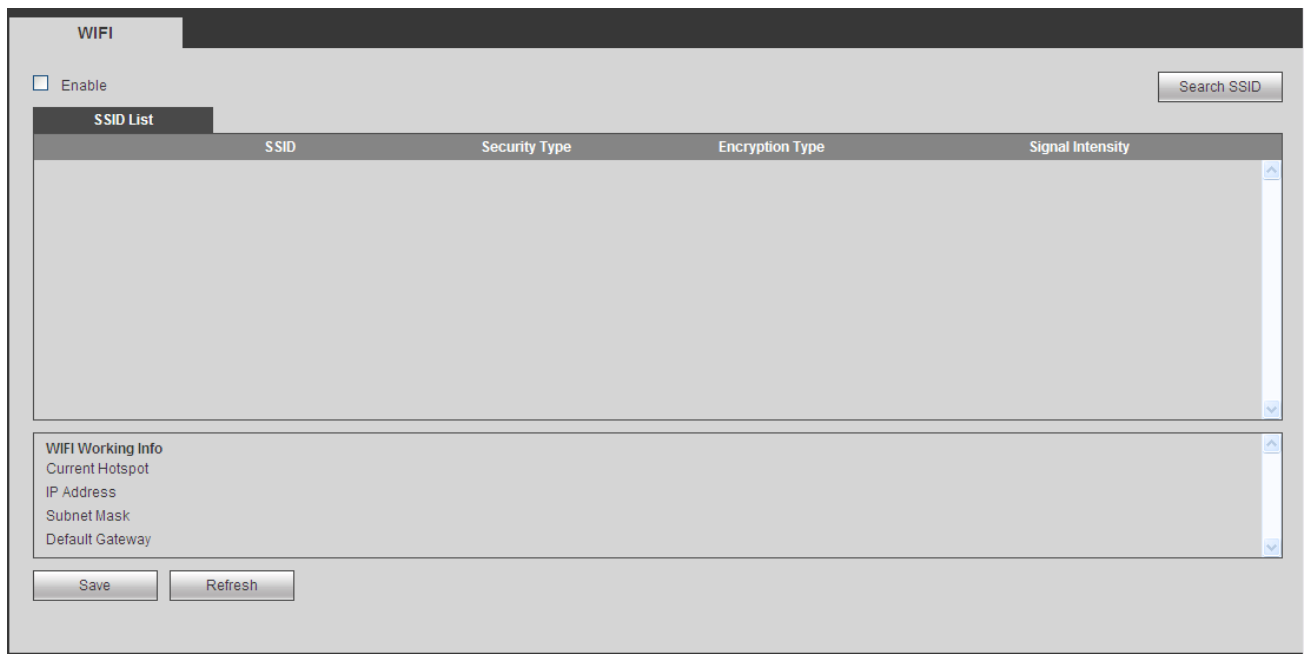 WIFI
Enable
Search SSID
SSID List
SSID Security Type Encryption Type Signal Intensity
WIFI Working Info
Current Hotspot
IP Address
Subnet Mask
Default Gateway
Save Refresh